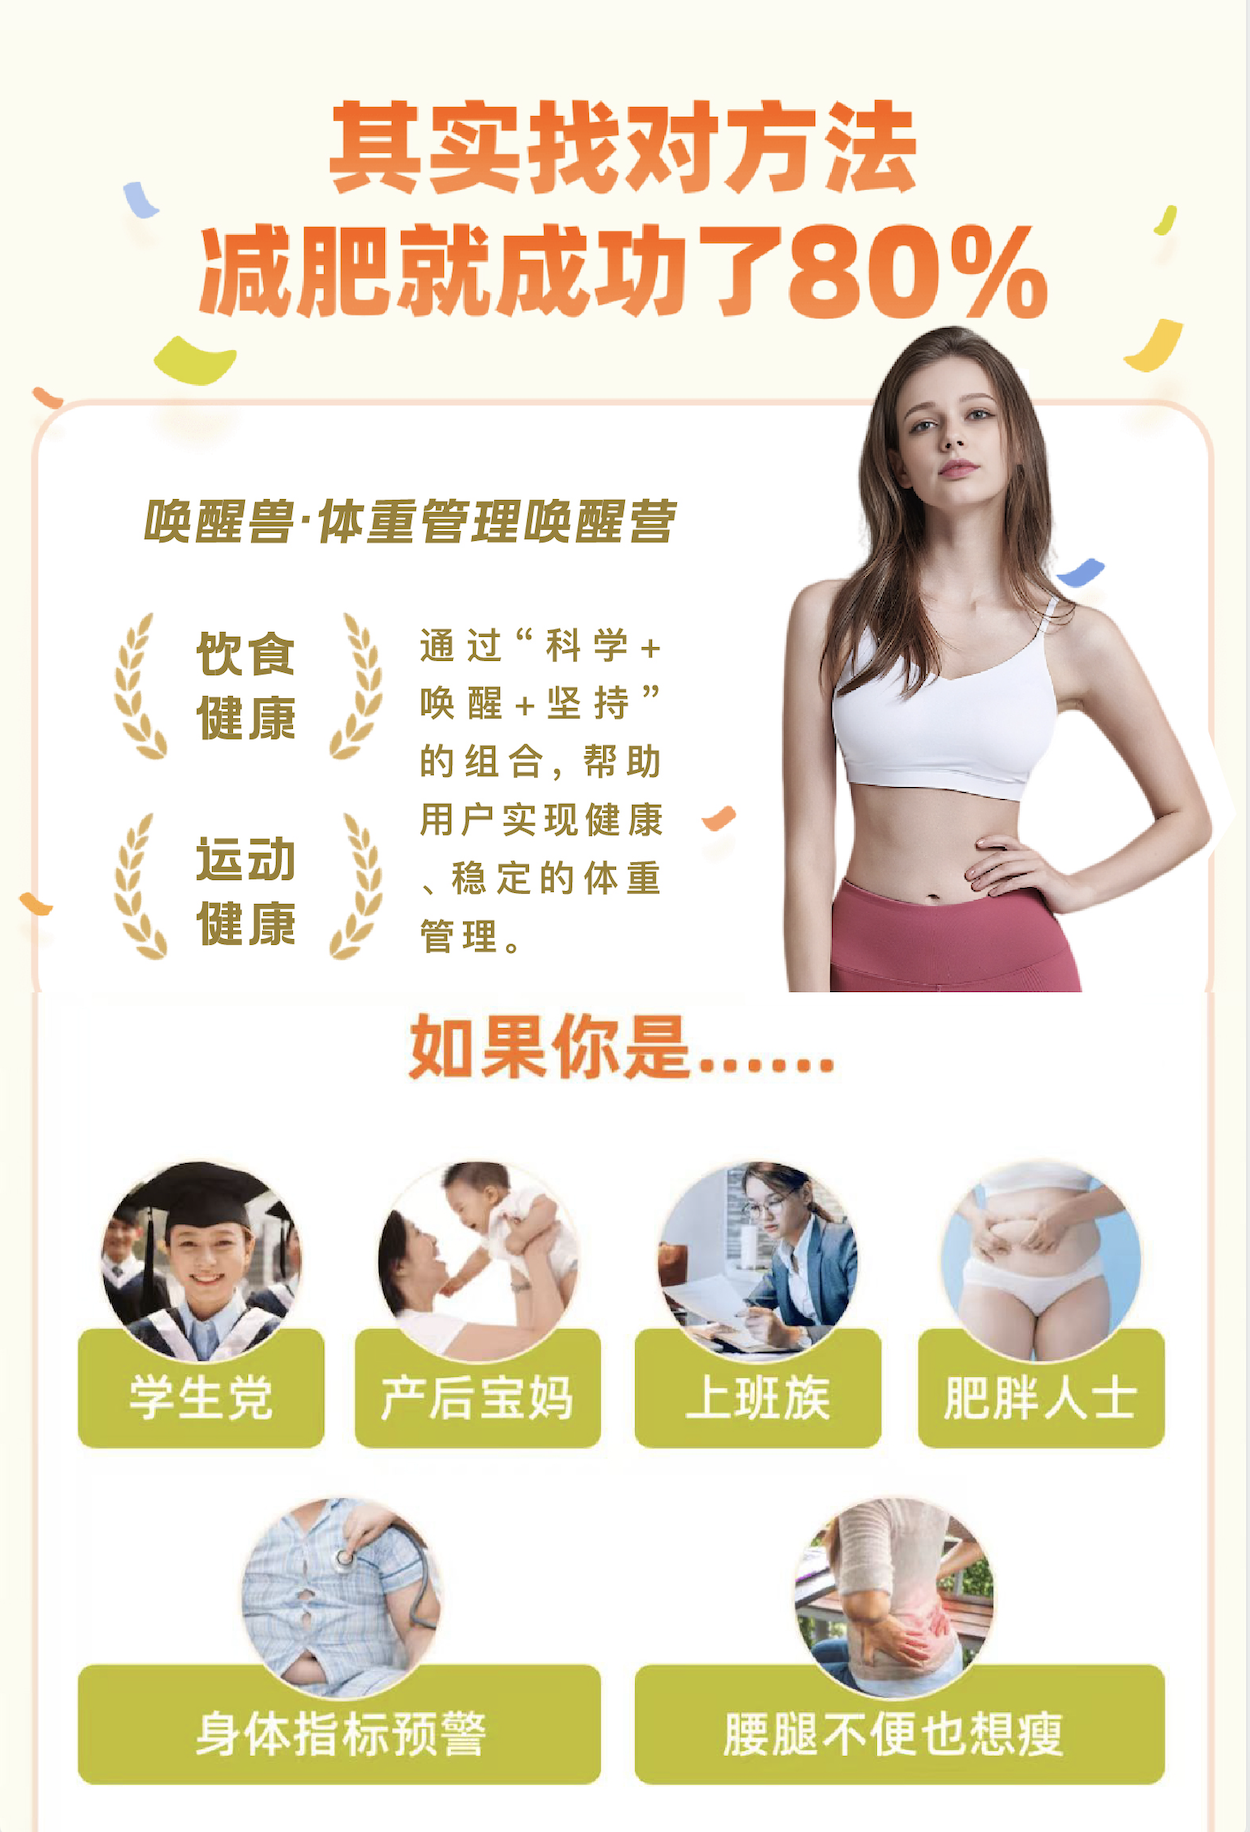 其实找对方法
减肥就成功了80%
唤醒兽·体重管理唤醒营
饮食
健康
通过“科学+
唤醒+坚持”
的组合，帮助
用户实现健康
、稳定的体重
管理。
运动
健康
如果你是......
学生党
产后宝妈
上班族
肥胖人士
身体指标预警
腰腿不便也想瘦